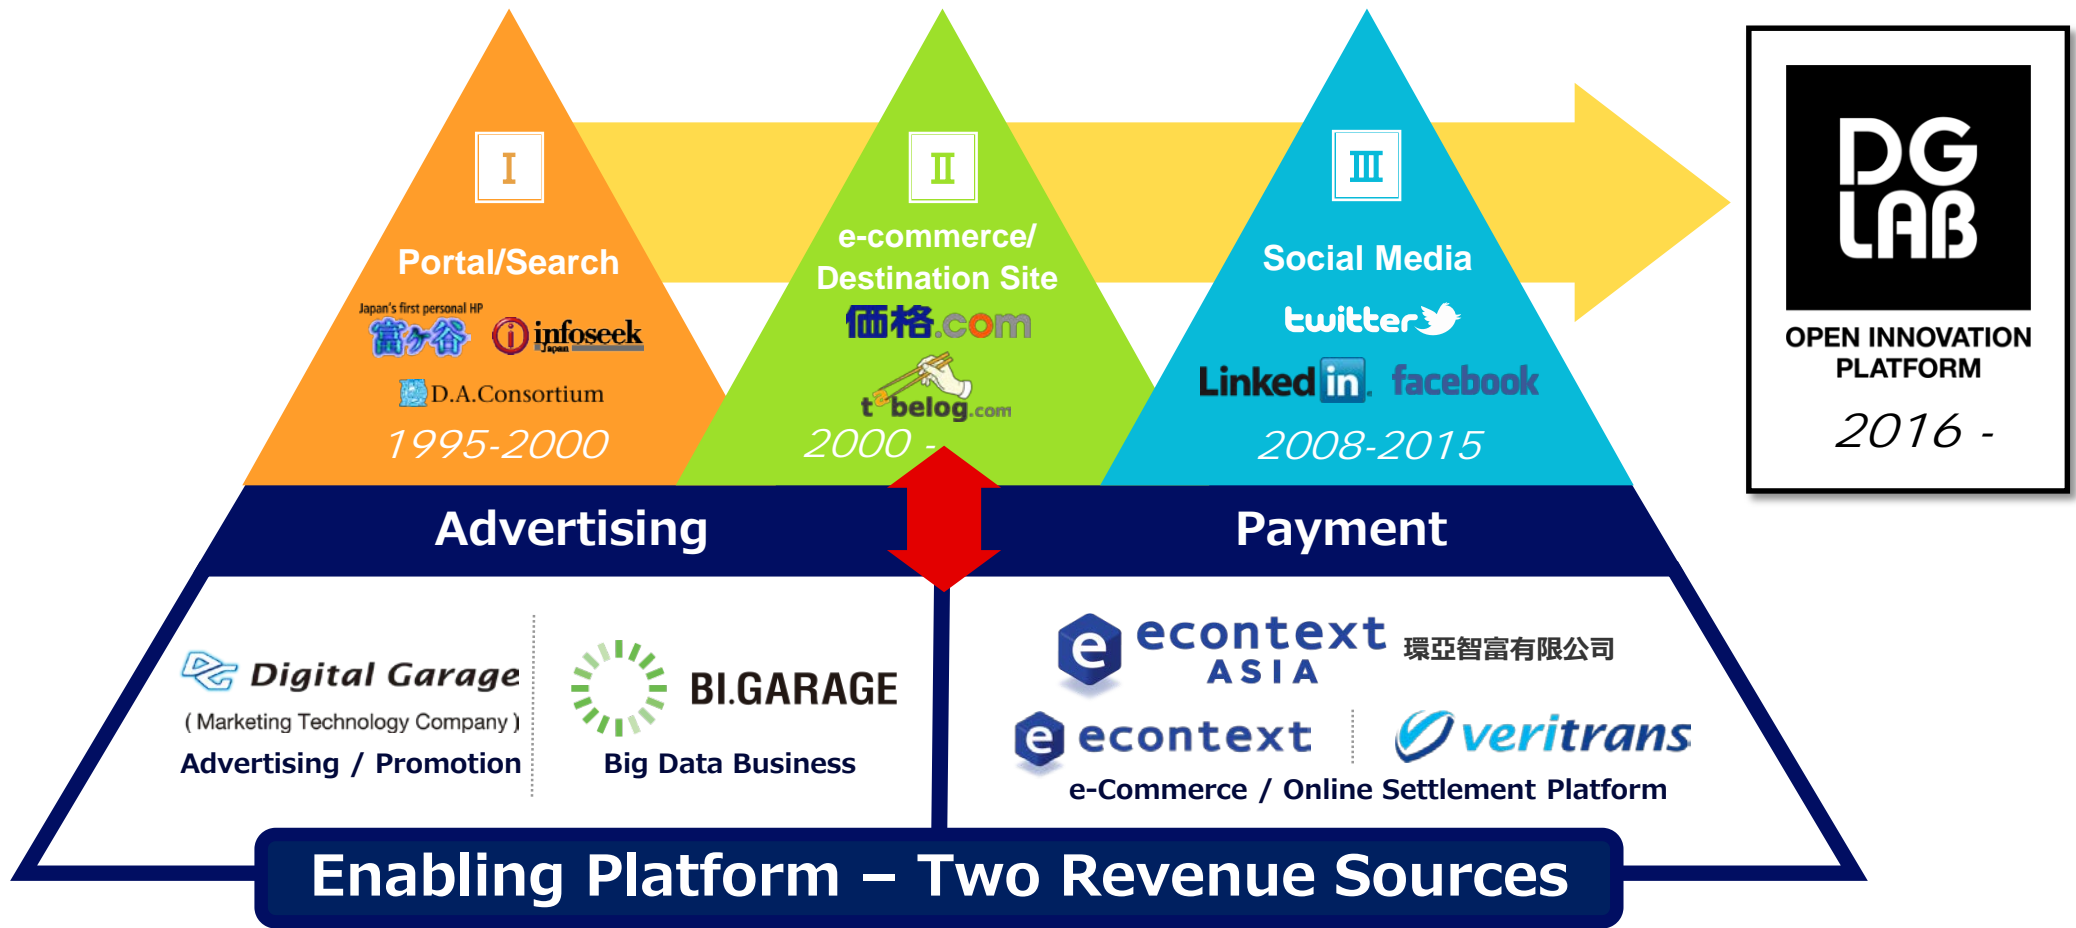 I
Portal/Search
Japan's first personal HP
富ヶ谷
infoseek
Japan
D.A.Consortium
1995-2000
II
e-commerce/
Destination Site
価格.com
tabelog.com
2000 -
III
Social Media
twitter
Linked in. facebook
2008-2015
DG
LAB
OPEN INNOVATION
PLATFORM
2016 -
Advertising
Payment
Digital Garage
( Marketing Technology Company )
Advertising / Promotion
BI.GARAGE
Big Data Business
e econtext
ASIA
環亞智富有限公司
e econtext
veritrans
e-Commerce / Online Settlement Platform
Enabling Platform – Two Revenue Sources